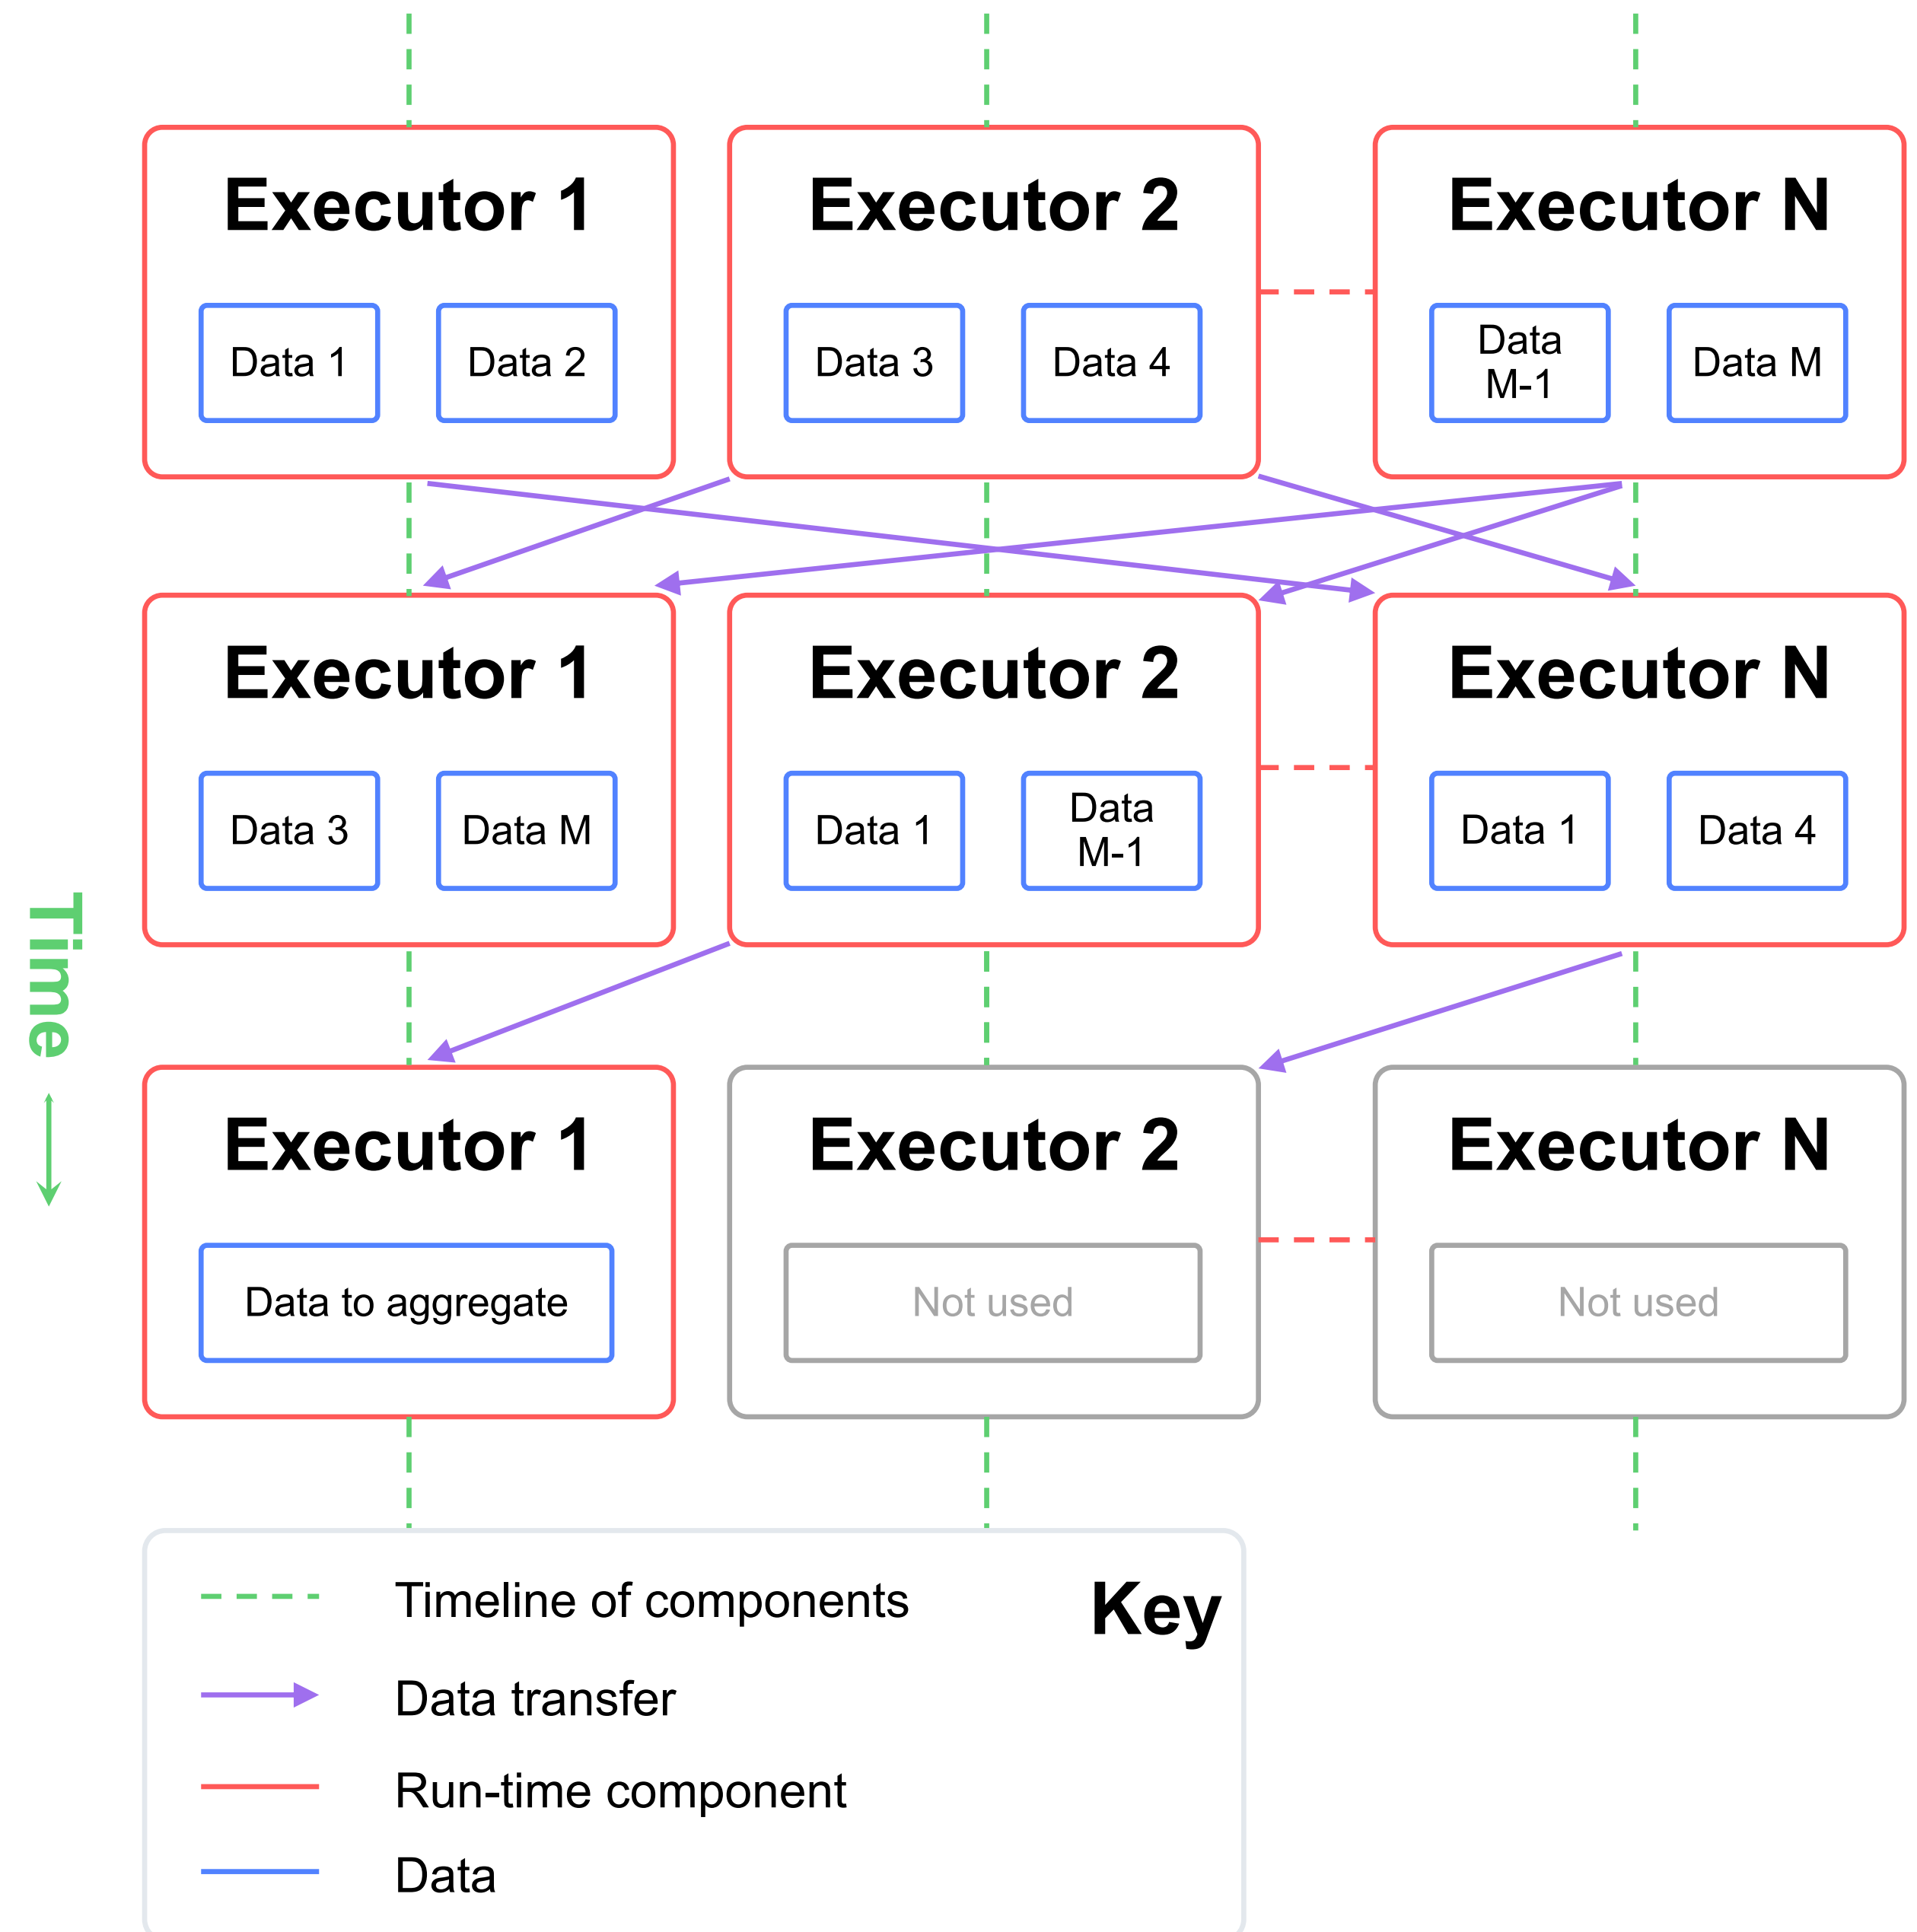 Executor 1
Executor 2
Executor N
Data 1
Data 2
Data 3
Data 4
Data
M-1
Data M
Executor 1
Executor 2
Executor N
Data 3
Data M
Data 1
Data
M-1
Data 1
Data 4
Time
Executor 1
Executor 2
Executor N
Data to aggregate
Not used
Not used
Key
Timeline of components
Data transfer
Run-time component
Data